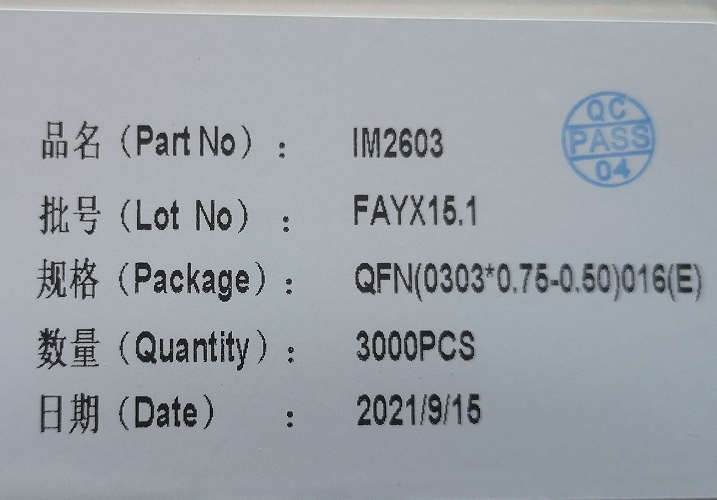 品名（Part No）： IM2603
QC
PASS
04
批号（Lot No）： FAYX15.1
规格（Package）： QFN(0303*0.75-0.50)016(E)
数量（Quantity）： 3000PCS
日期（Date）： 2021/9/15